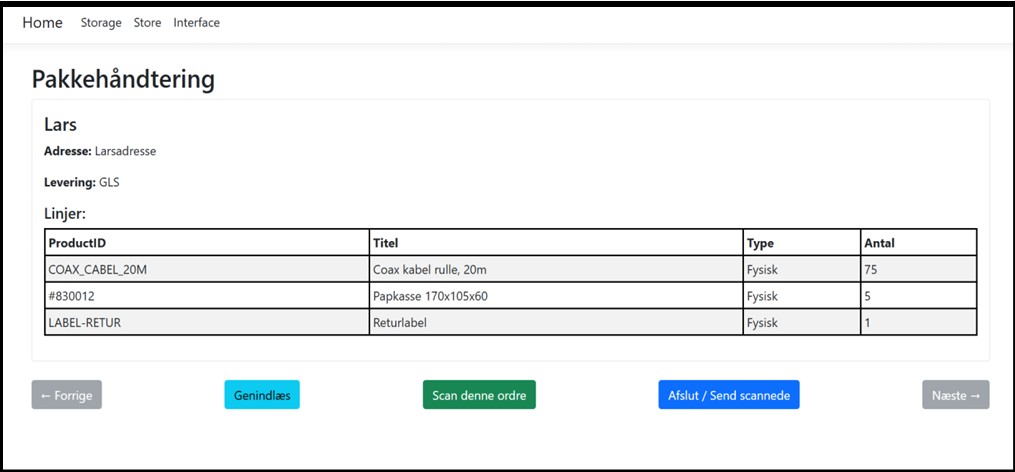 Home Storage Store Interface
Pakkehåndtering
Lars
Adresse: Larsadresse
Levering: GLS
Linjer:
ProductID Titel Type Antal
COAX_CABEL_20M Coax kabel rulle, 20m Fysisk 75
#830012 Papkasse 170x105x60 Fysisk 5
LABEL-RETUR Returlabel Fysisk 1
← Forrige Genindlæs Scan denne ordre Afslut / Send scannede Næste →